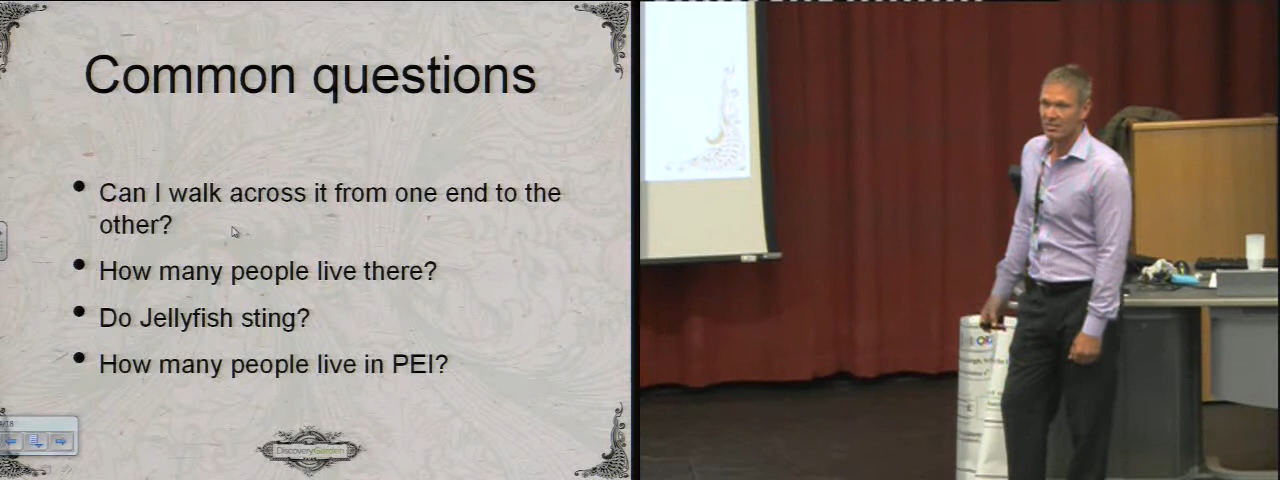 Common questions
• Can I walk across it from one end to the
other?
• How many people live there?
• Do Jellyfish sting?
• How many people live in PEI?
/18
DiscoveryGarden